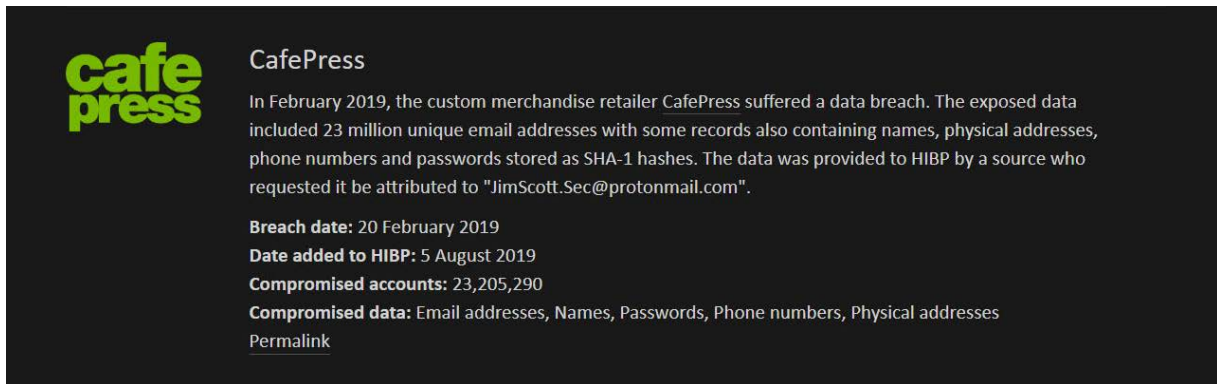 cafe
press
CafePress
In February 2019, the custom merchandise retailer CafePress suffered a data breach. The exposed data
included 23 million unique email addresses with some records also containing names, physical addresses,
phone numbers and passwords stored as SHA-1 hashes. The data was provided to HIBP by a source who
requested it be attributed to "JimScott.Sec@protonmail.com".
Breach date: 20 February 2019
Date added to HIBP: 5 August 2019
Compromised accounts: 23,205,290
Compromised data: Email addresses, Names, Passwords, Phone numbers, Physical addresses
Permalink